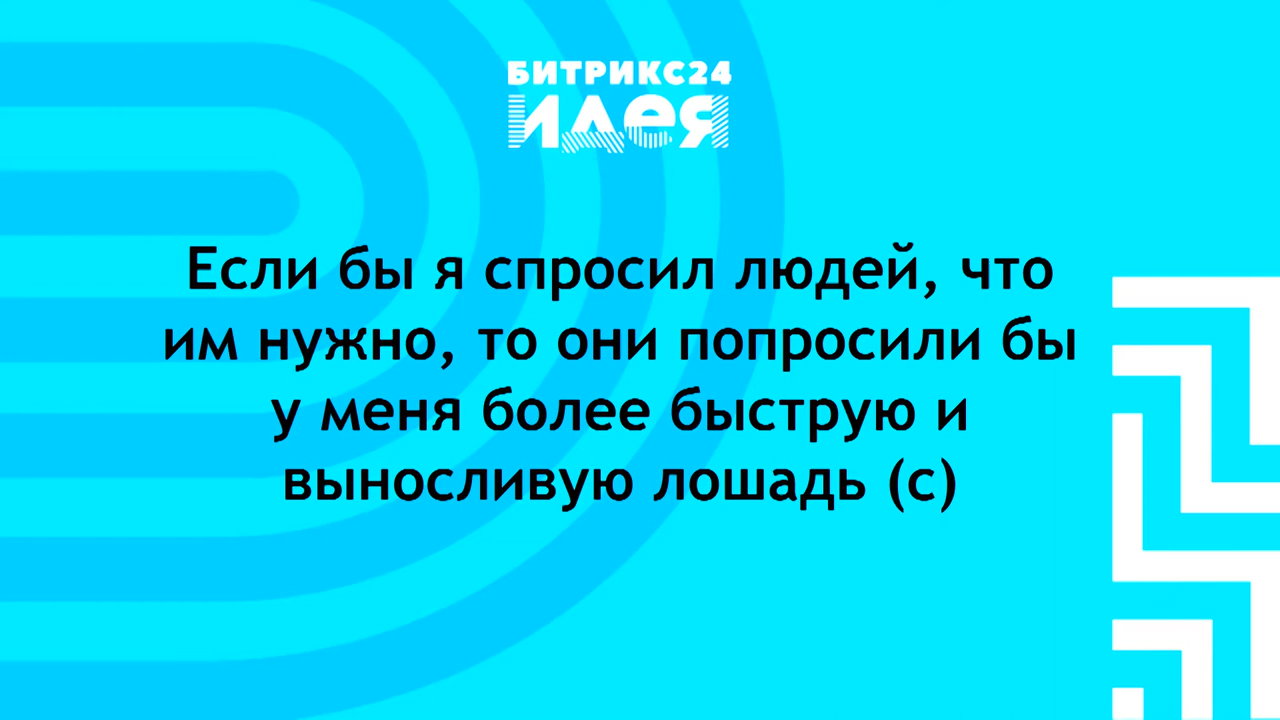 БИТРИКС24
идея
Если бы я спросил людей, что
им нужно, то они попросили бы
у меня более быструю и
выносливую лошадь (с)